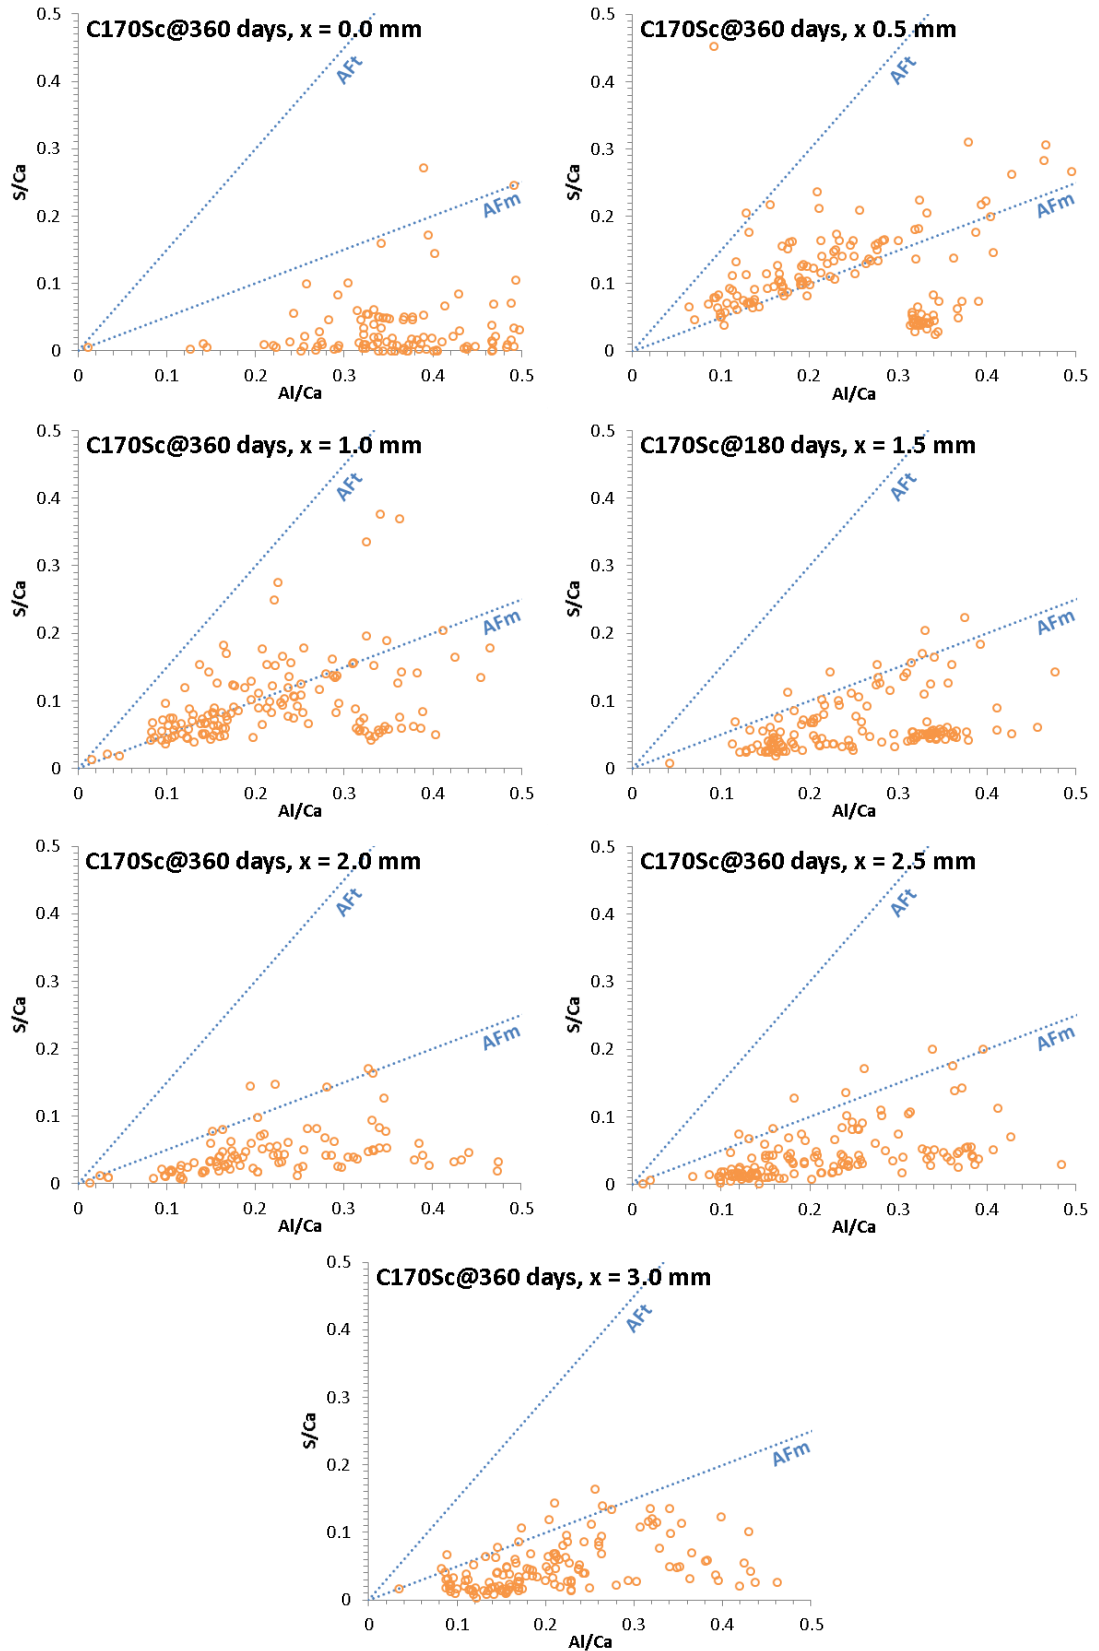 C170Sc@360 days, x = 0.0 mm
0.5
0.4
0.3
0.2
0.1
0
S/Ca
AFt
AFm
0 0.1 0.2 0.3 0.4 0.5
Al/Ca
C170Sc@360 days, x 0.5 mm
0.5
0.4
0.3
0.2
0.1
0
S/Ca
AFt
AFm
0 0.1 0.2 0.3 0.4 0.5
Al/Ca
C170Sc@360 days, x = 1.0 mm
0.5
0.4
0.3
0.2
0.1
0
S/Ca
AFt
AFm
0 0.1 0.2 0.3 0.4 0.5
Al/Ca
C170Sc@180 days, x = 1.5 mm
0.5
0.4
0.3
0.2
0.1
0
S/Ca
AFt
AFm
0 0.1 0.2 0.3 0.4 0.5
Al/Ca
C170Sc@360 days, x = 2.0 mm
0.5
0.4
0.3
0.2
0.1
0
S/Ca
AFt
AFm
0 0.1 0.2 0.3 0.4 0.5
Al/Ca
C170Sc@360 days, x = 2.5 mm
0.5
0.4
0.3
0.2
0.1
0
S/Ca
AFt
AFm
0 0.1 0.2 0.3 0.4 0.5
Al/Ca
C170Sc@360 days, x = 3.0 mm
0.5
0.4
0.3
0.2
0.1
0
S/Ca
AFt
AFm
0 0.1 0.2 0.3 0.4 0.5
Al/Ca